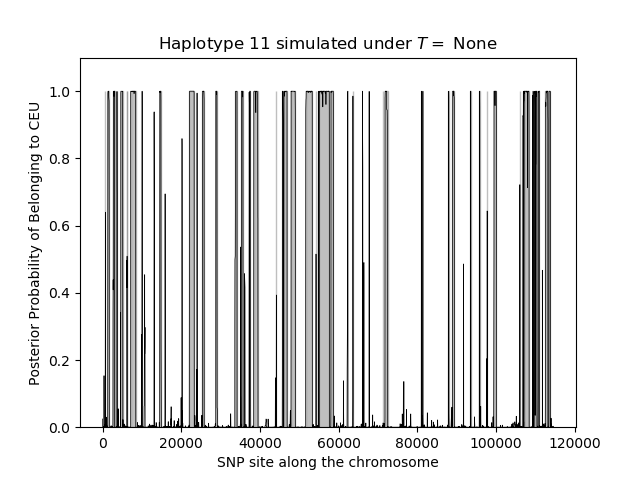 Haplotype 11 simulated under T = None
Posterior Probability of Belonging to CEU
1.0
0.8
0.6
0.4
0.2
0.0
0 20000 40000 60000 80000 100000 120000
SNP site along the chromosome